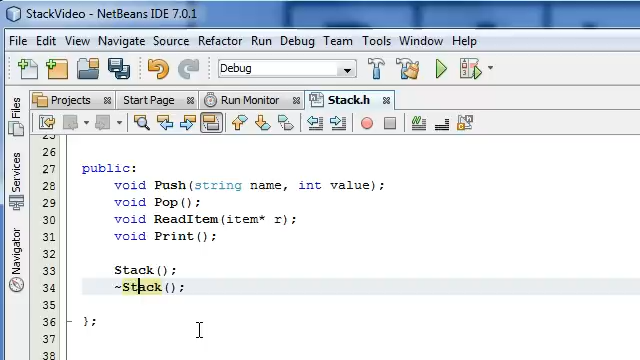 StackVideo - NetBeans IDE 7.0.1
File Edit View Navigate Source Refactor Run Debug Team Tools Window Help
Debug
Projects Start Page Run Monitor Stack.h
Files
Services
Navigator
25
26
27 public:
28 void Push(string name, int value);
29 void Pop();
30 void ReadItem(item* r);
31 void Print();
32
33 Stack();
34 ~Stack();
35
36 };
37
38